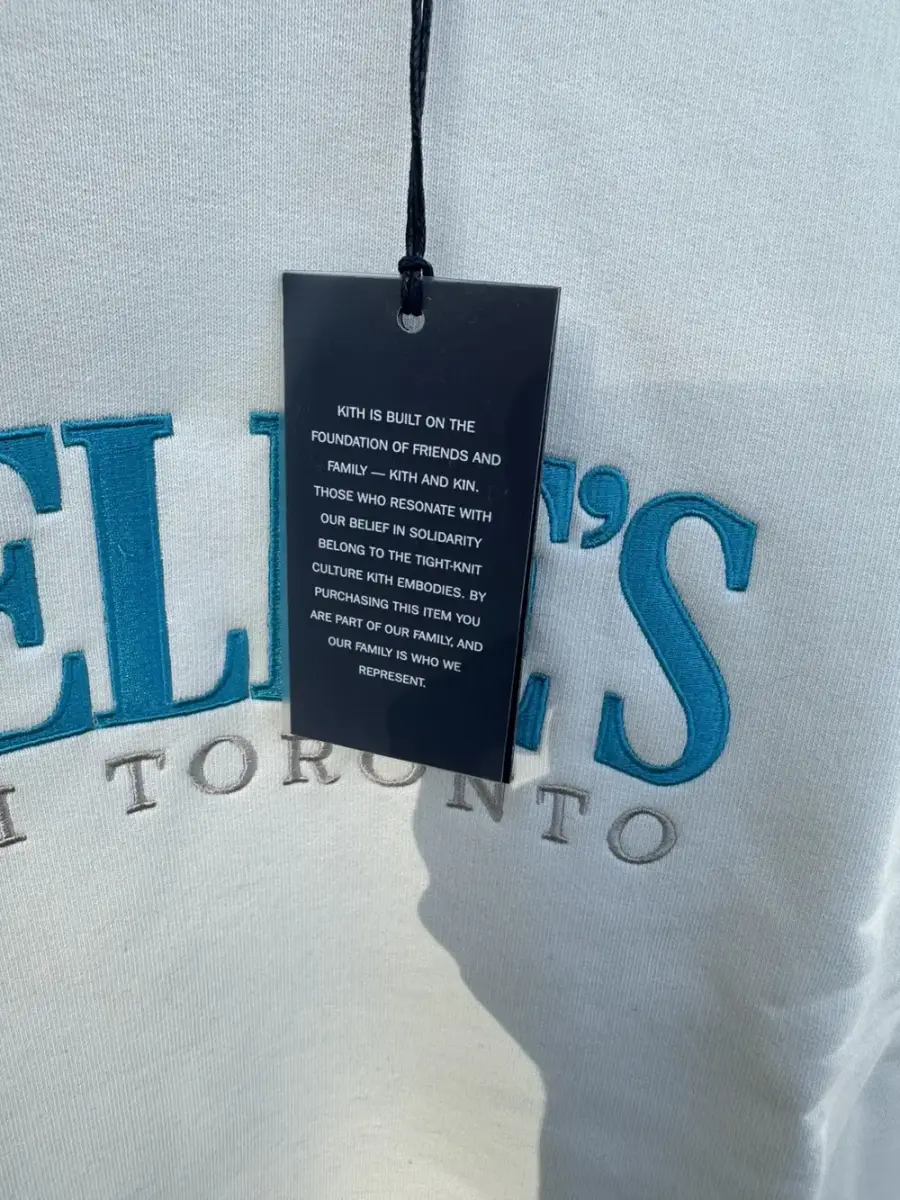 KITH IS BUILT ON THE
FOUNDATION OF FRIENDS AND
FAMILY — KITH AND KIN.
THOSE WHO RESONATE WITH
OUR BELIEF IN SOLIDARITY
BELONG TO THE TIGHT-KNIT
CULTURE KITH EMBODIES. BY
PURCHASING THIS ITEM YOU
ARE PART OF OUR FAMILY, AND
OUR FAMILY IS WHO WE
REPRESENT.
TORONTO